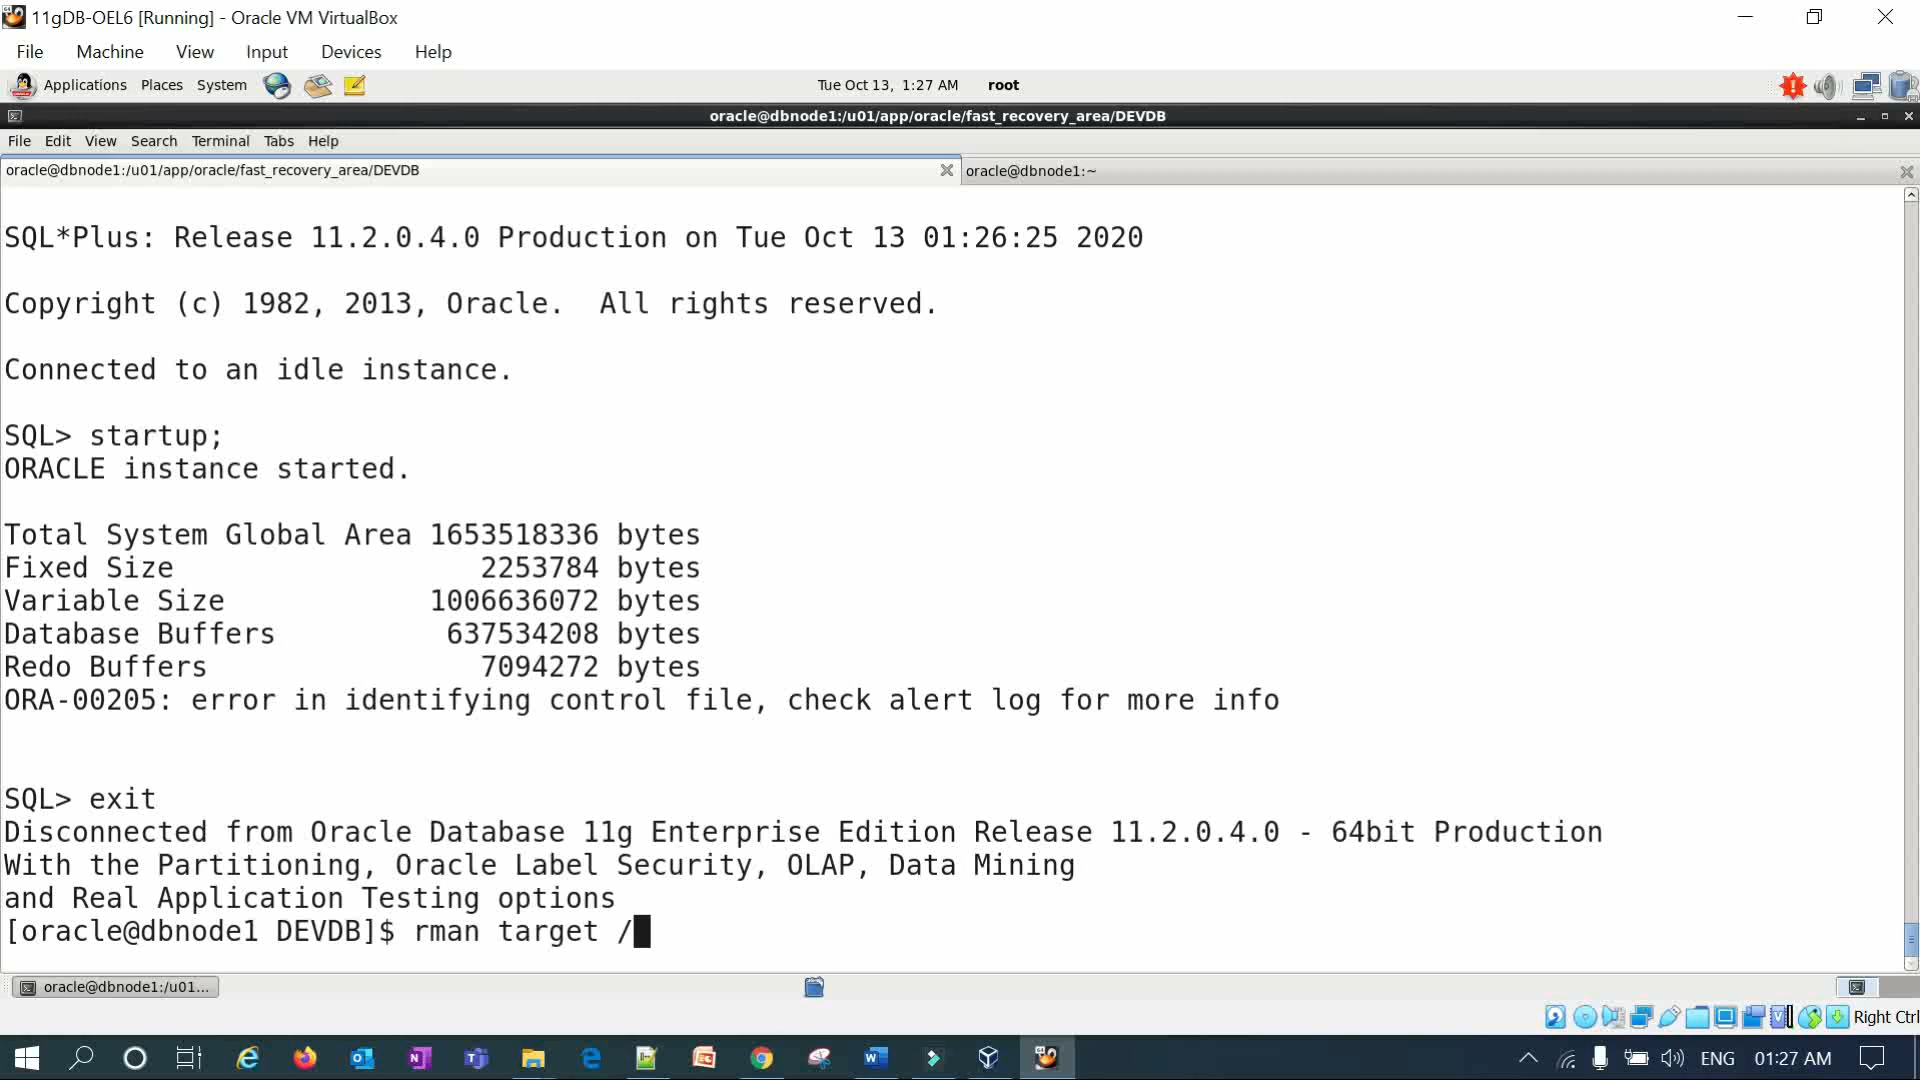 11gDB-OEL6 [Running] - Oracle VM VirtualBox
File Machine View Input Devices Help
Applications Places System Tue Oct 13, 1:27 AM root
oracle@dbnode1:/u01/app/oracle/fast_recovery_area/DEVDB
File Edit View Search Terminal Tabs Help
oracle@dbnode1:/u01/app/oracle/fast_recovery_area/DEVDB oracle@dbnode1:~
SQL*Plus: Release 11.2.0.4.0 Production on Tue Oct 13 01:26:25 2020
Copyright (c) 1982, 2013, Oracle.  All rights reserved.
Connected to an idle instance.
SQL> startup;
ORACLE instance started.
Total System Global Area 1653518336 bytes
Fixed Size                  2253784 bytes
Variable Size            1006636072 bytes
Database Buffers          637534208 bytes
Redo Buffers                7094272 bytes
ORA-00205: error in identifying control file, check alert log for more info
SQL> exit
Disconnected from Oracle Database 11g Enterprise Edition Release 11.2.0.4.0 - 64bit Production
With the Partitioning, Oracle Label Security, OLAP, Data Mining
and Real Application Testing options
[oracle@dbnode1 DEVDB]$ rman target /
oracle@dbnode1:/u01...
Right Ctrl
ENG 01:27 AM